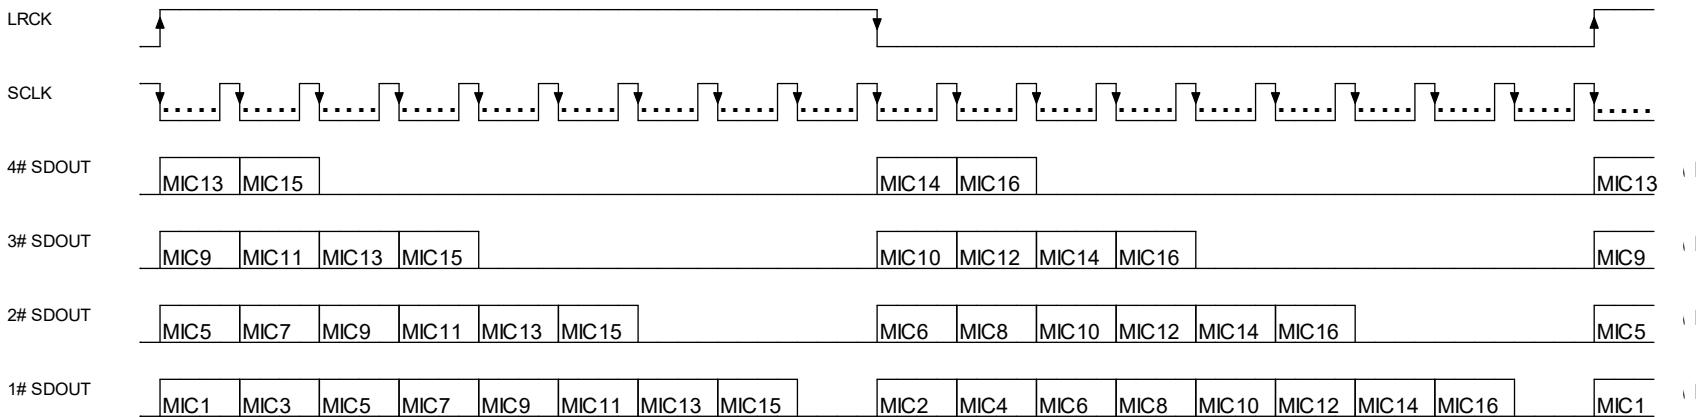 LRCK
SCLK
4# SDOUT MIC13 MIC15 MIC14 MIC16 MIC13
3# SDOUT MIC9 MIC11 MIC13 MIC15 MIC10 MIC12 MIC14 MIC16 MIC9
2# SDOUT MIC5 MIC7 MIC9 MIC11 MIC13 MIC15 MIC6 MIC8 MIC10 MIC12 MIC14 MIC16 MIC5
1# SDOUT MIC1 MIC3 MIC5 MIC7 MIC9 MIC11 MIC13 MIC15 MIC2 MIC4 MIC6 MIC8 MIC10 MIC12 MIC14 MIC16 MIC1